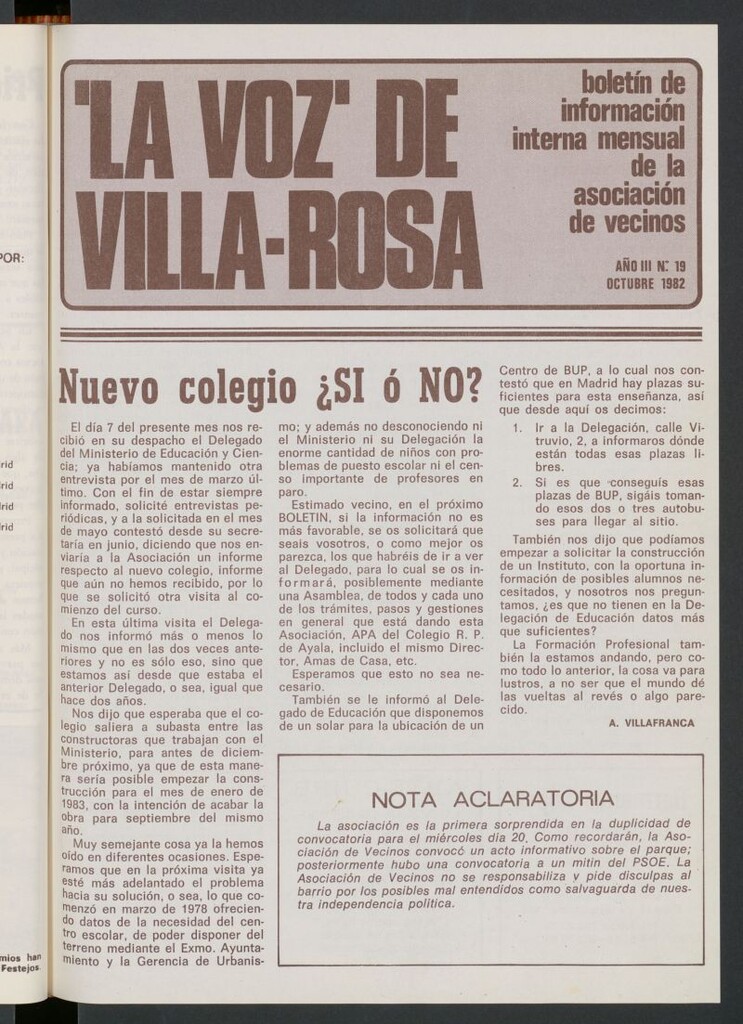 'LA VOZ' DE
VILLA-ROSA
boletín de
información
interna mensual
de la
asociación
de vecinos
AÑO III N.º 19
OCTUBRE 1982
Nuevo colegio ¿SI ó NO?
El día 7 del presente mes nos re-
cibió en su despacho el Delegado
del Ministerio de Educación y Cien-
cia; ya habíamos mantenido otra
entrevista por el mes de marzo úl-
timo. Con el fin de estar siempre
informado, solicité entrevistas pe-
riódicas, y a la solicitada en el mes
de mayo contestó desde su secre-
taría en junio, diciendo que nos en-
viaría a la Asociación un informe
respecto al nuevo colegio, informe
que aún no hemos recibido, por lo
que se solicitó otra visita al co-
mienzo del curso.
En esta última visita el Delega-
do nos informó más o menos lo
mismo que en las dos veces ante-
riores y no es sólo eso, sino que
estamos así desde que estaba el
anterior Delegado, o sea, igual que
hace dos años.
Nos dijo que esperaba que el co-
legio saliera a subasta entre las
constructoras que trabajan con el
Ministerio, para antes de diciem-
bre próximo, ya que de esta mane-
ra sería posible empezar la cons-
trucción para el mes de enero de
1983, con la intención de acabar la
obra para septiembre del mismo
año.
Muy semejante cosa ya la hemos
oido en diferentes ocasiones. Espe-
ramos que en la próxima visita ya
esté más adelantado el problema
hacia su solución, o sea, lo que co-
menzó en marzo de 1978 ofrecien-
do datos de la necesidad del cen-
tro escolar, de poder disponer del
terreno mediante el Exmo. Ayunta-
miento y la Gerencia de Urbanis-
mo; y además no desconociendo ni
el Ministerio ni su Delegación la
enorme cantidad de niños con pro-
blemas de puesto escolar ni el cen-
so importante de profesores en
paro.
Estimado vecino, en el próximo
BOLETIN, si la información no es
más favorable, se os solicitará que
seais vosotros, o como mejor os
parezca, los que habréis de ir a ver
al Delegado, para lo cual se os in-
formará, posiblemente mediante
una Asamblea, de todos y cada uno
de los trámites, pasos y gestiones
en general que está dando esta
Asociación, APA del Colegio R. P.
de Ayala, incluido el mismo Direc-
tor, Amas de Casa, etc.
Esperamos que esto no sea ne-
cesario.
También se le informó al Dele-
gado de Educación que disponemos
de un solar para la ubicación de un
Centro de BUP, a lo cual nos con-
testó que en Madrid hay plazas su-
ficientes para esta enseñanza, así
que desde aquí os decimos:
1. Ir a la Delegación, calle Vi-
truvio, 2, a informaros dónde
están todas esas plazas li-
bres.
2. Si es que conseguís esas
plazas de BUP, sigáis toman-
do esos dos o tres autobu-
ses para llegar al sitio.
También nos dijo que podíamos
empezar a solicitar la construcción
de un Instituto, con la oportuna in-
formación de posibles alumnos ne-
cesitados, y nosotros nos pregun-
tamos, ¿es que no tienen en la De-
legación de Educación datos más
que suficientes?
La Formación Profesional tam-
bién la estamos andando, pero co-
mo todo lo anterior, la cosa va para
lustros, a no ser que el mundo dé
las vueltas al revés o algo pare-
cido.
A. VILLAFRANCA
NOTA ACLARATORIA
La asociación es la primera sorprendida en la duplicidad de
convocatoria para el miércoles dia 20. Como recordarán, la Aso-
ciación de Vecinos convocó un acto informativo sobre el parque;
posteriormente hubo una convocatoria a un mitin del PSOE. La
Asociación de Vecinos no se responsabiliza y pide disculpas al
barrio por los posibles mal entendidos como salvaguarda de nues-
tra independencia politica.
POR:
rid
rid
rid
rid
mios han
Festejos.